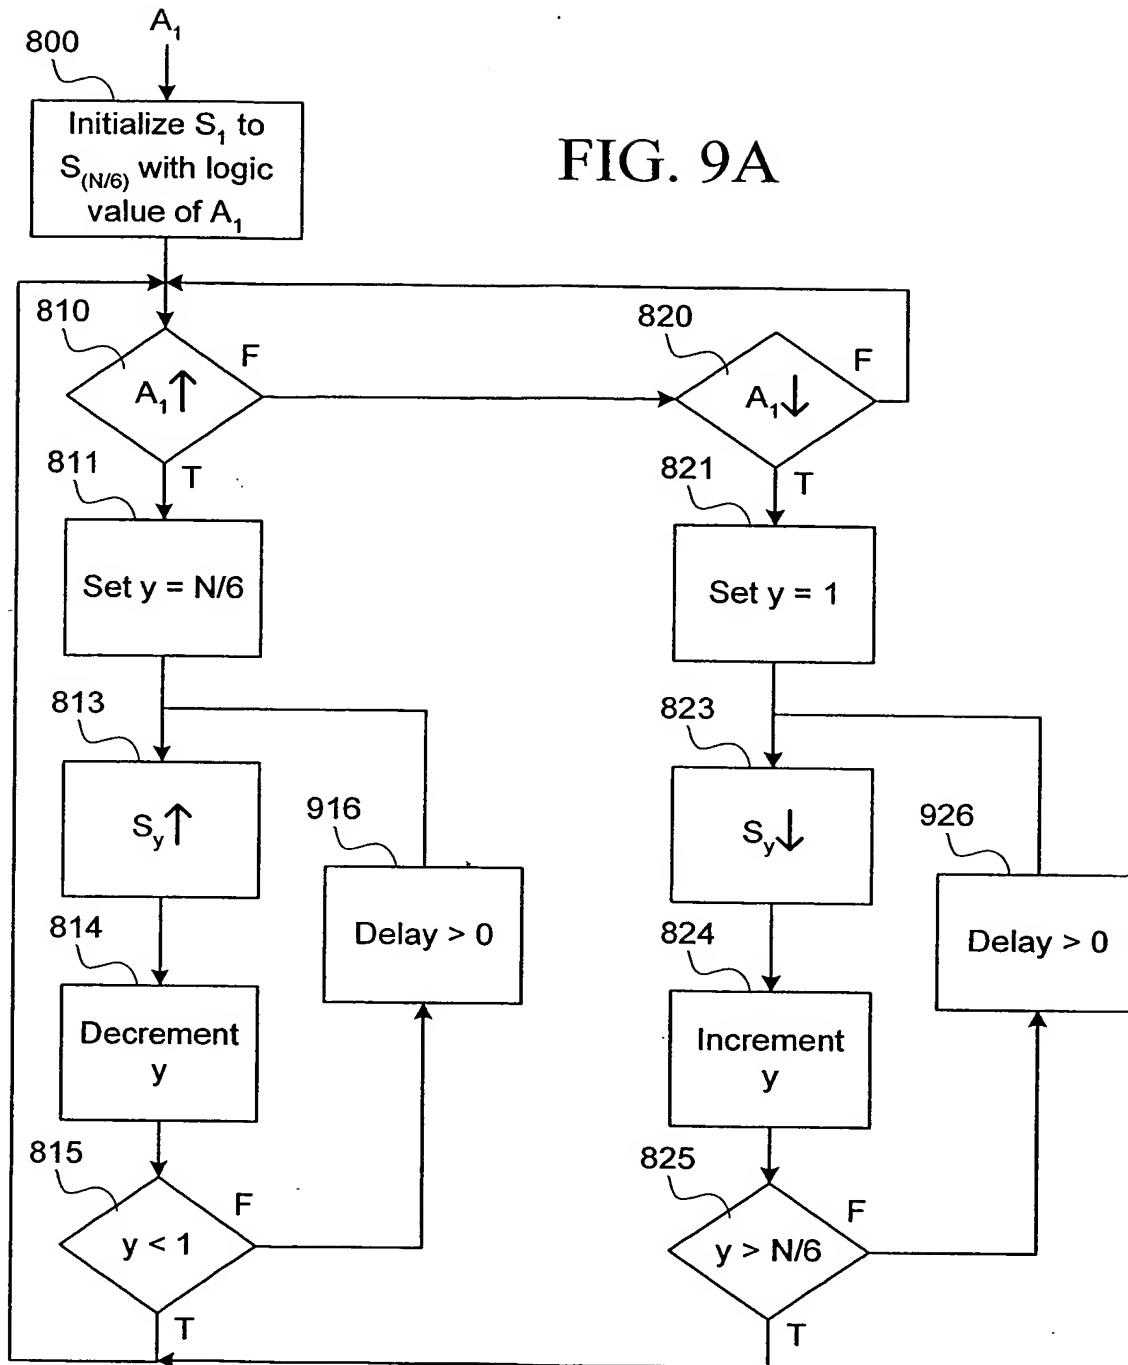 A₁
800
Initialize S₁ to
S₍N/6₎ with logic
value of A₁
FIG. 9A
810
F
A₁↑
T
820
F
A₁↓
T
811
Set y = N/6
821
Set y = 1
813
Sy↑
823
Sy↓
916
Delay > 0
926
Delay > 0
814
Decrement
y
824
Increment
y
815
F
y < 1
T
825
F
y > N/6
T